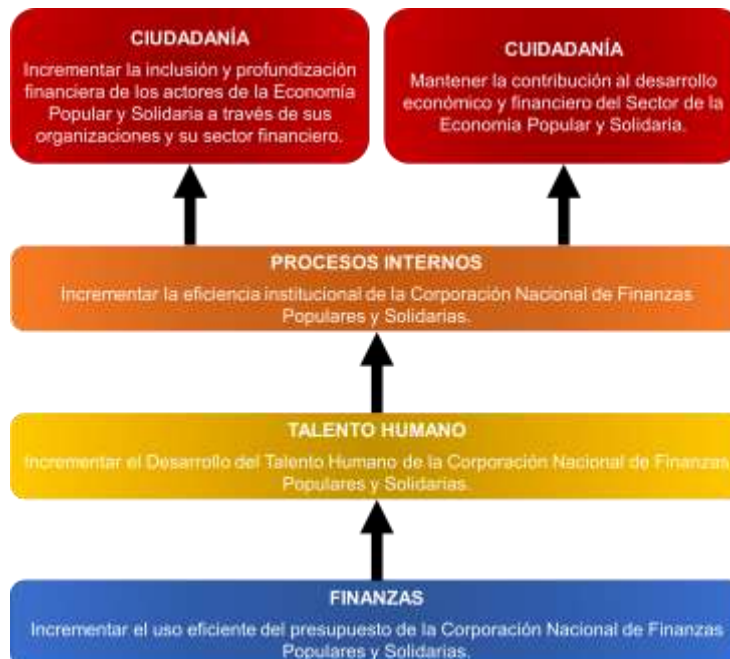 CIUDADANÍA
Incrementar la inclusión y profundización
financiera de los actores de la Economía
Popular y Solidaria a través de sus
organizaciones y su sector financiero.
CUIDADANÍA
Mantener la contribución al desarrollo
económico y financiero del Sector de la
Economía Popular y Solidaria.
PROCESOS INTERNOS
Incrementar la eficiencia institucional de la Corporación Nacional de Finanzas
Populares y Solidarias.
TALENTO HUMANO
Incrementar el Desarrollo del Talento Humano de la Corporación Nacional de Finanzas
Populares y Solidarias.
FINANZAS
Incrementar el uso eficiente del presupuesto de la Corporación Nacional de Finanzas
Populares y Solidarias.